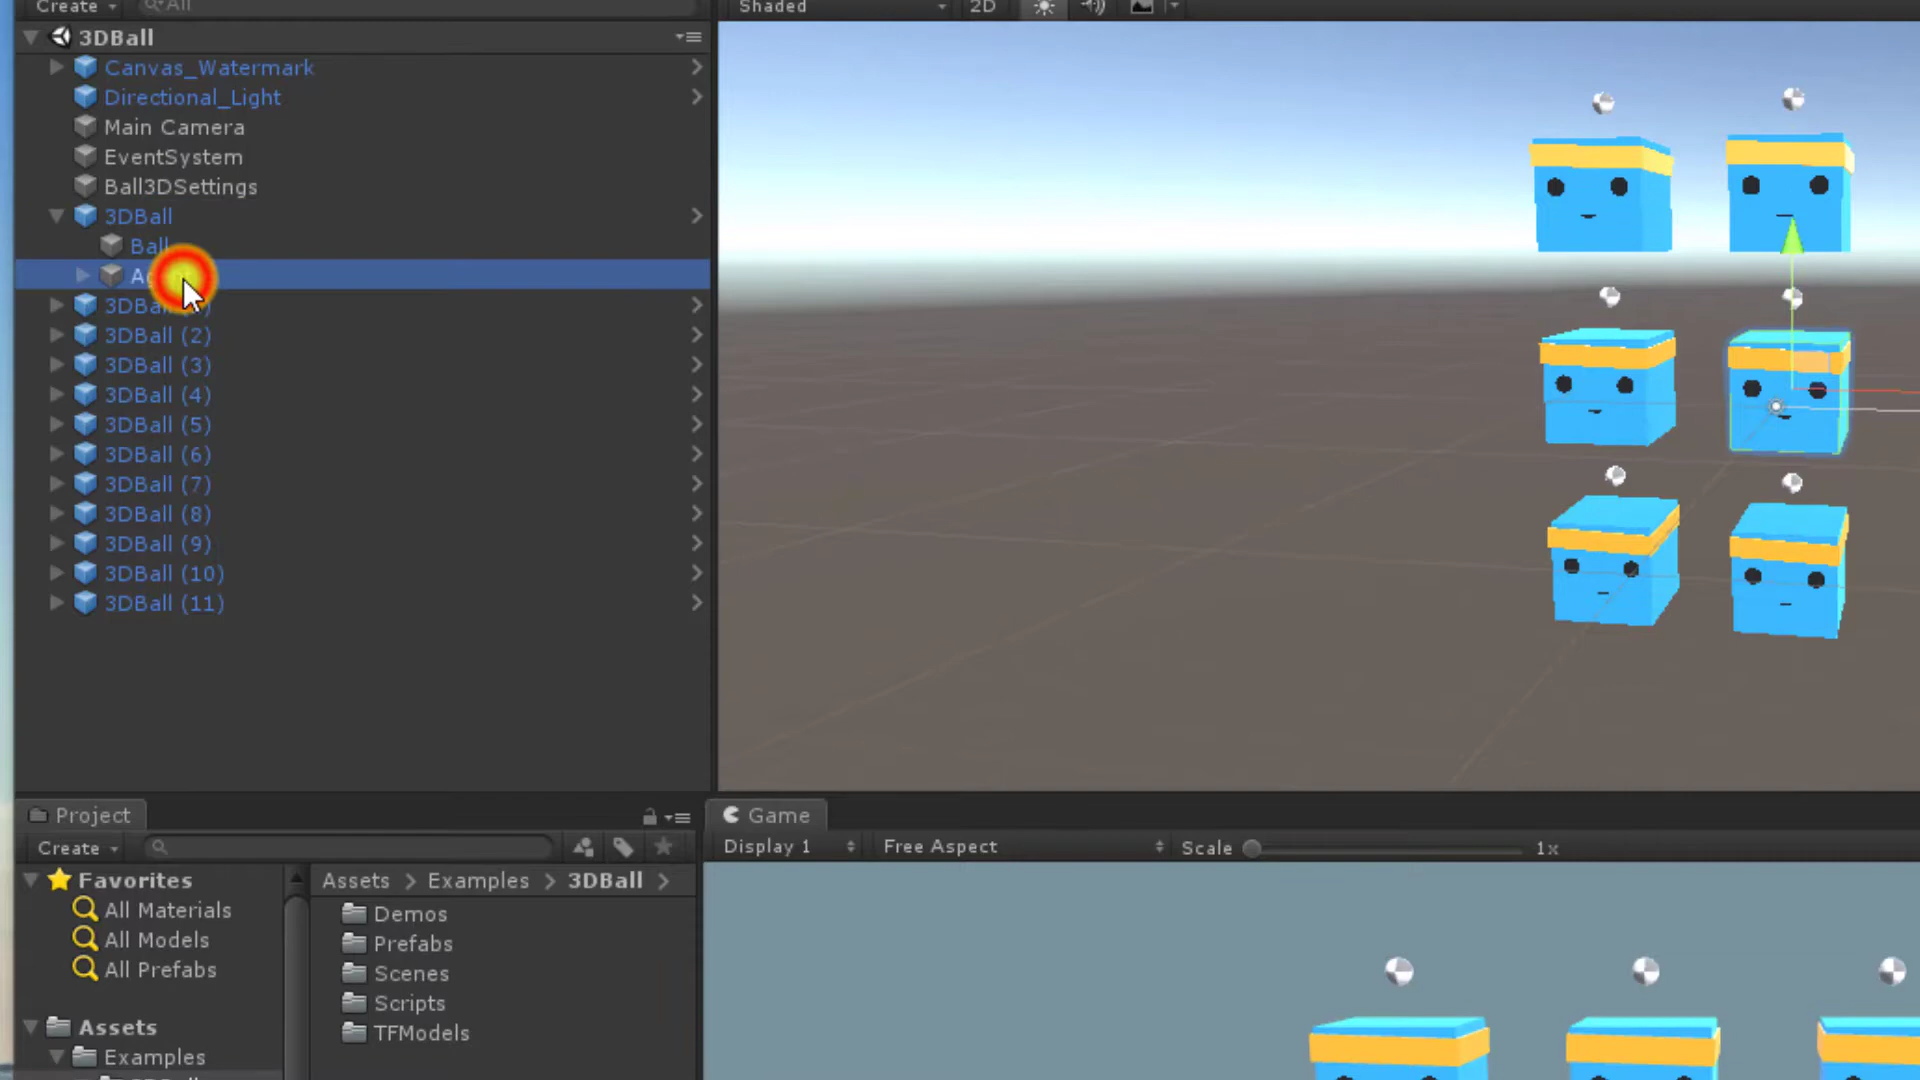 Create
All
Shaded
2D
3DBall
Canvas_Watermark
Directional_Light
Main Camera
EventSystem
Ball3DSettings
3DBall
Ball
3DBall (2)
3DBall (3)
3DBall (4)
3DBall (5)
3DBall (6)
3DBall (7)
3DBall (8)
3DBall (9)
3DBall (10)
3DBall (11)
Project
Create
Favorites
All Materials
All Models
All Prefabs
Assets
Examples
Assets > Examples > 3DBall >
Demos
Prefabs
Scenes
Scripts
TFModels
Game
Display 1
Free Aspect
Scale
1x